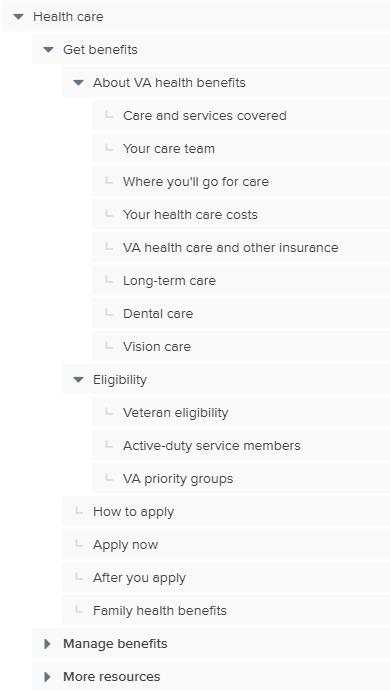 Health care
Get benefits
About VA health benefits
Care and services covered
Your care team
Where you'll go for care
Your health care costs
VA health care and other insurance
Long-term care
Dental care
Vision care
Eligibility
Veteran eligibility
Active-duty service members
VA priority groups
How to apply
Apply now
After you apply
Family health benefits
Manage benefits
More resources